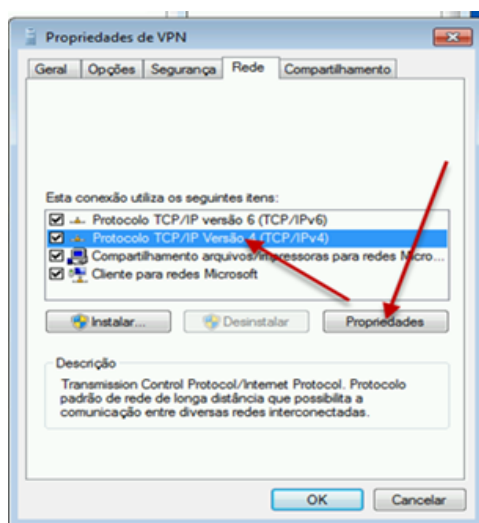 Propriedades de VPN
Geral Opções Segurança Rede Compartilhamento
Esta conexão utiliza os seguintes itens:
Protocolo TCP/IP versão 6 (TCP/IPv6)
Protocolo TCP/IP Versão 4 (TCP/IPv4)
Compartilhamento arquivos/impressoras para redes Micro...
Cliente para redes Microsoft
Instalar... Desinstalar Propriedades
Descrição
Transmission Control Protocol/Internet Protocol. Protocolo
padrão de rede de longa distância que possibilita a
comunicação entre diversas redes interconectadas.
OK Cancelar